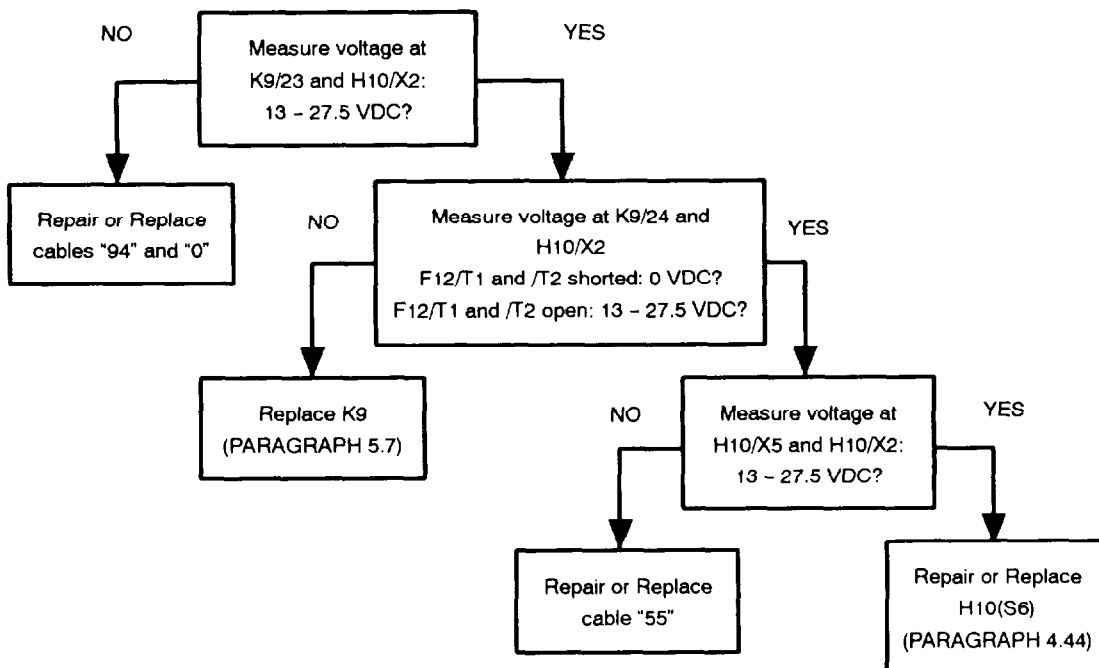 NO
YES
Measure voltage at
K9/23 and H10/X2:
13 – 27.5 VDC?
Repair or Replace
cables "94" and "0"
NO
YES
Measure voltage at K9/24 and
H10/X2
F12/T1 and /T2 shorted: 0 VDC?
F12/T1 and /T2 open: 13 – 27.5 VDC?
Replace K9
(PARAGRAPH 5.7)
NO
YES
Measure voltage at
H10/X5 and H10/X2:
13 – 27.5 VDC?
Repair or Replace
cable "55"
Repair or Replace
H10(S6)
(PARAGRAPH 4.44)